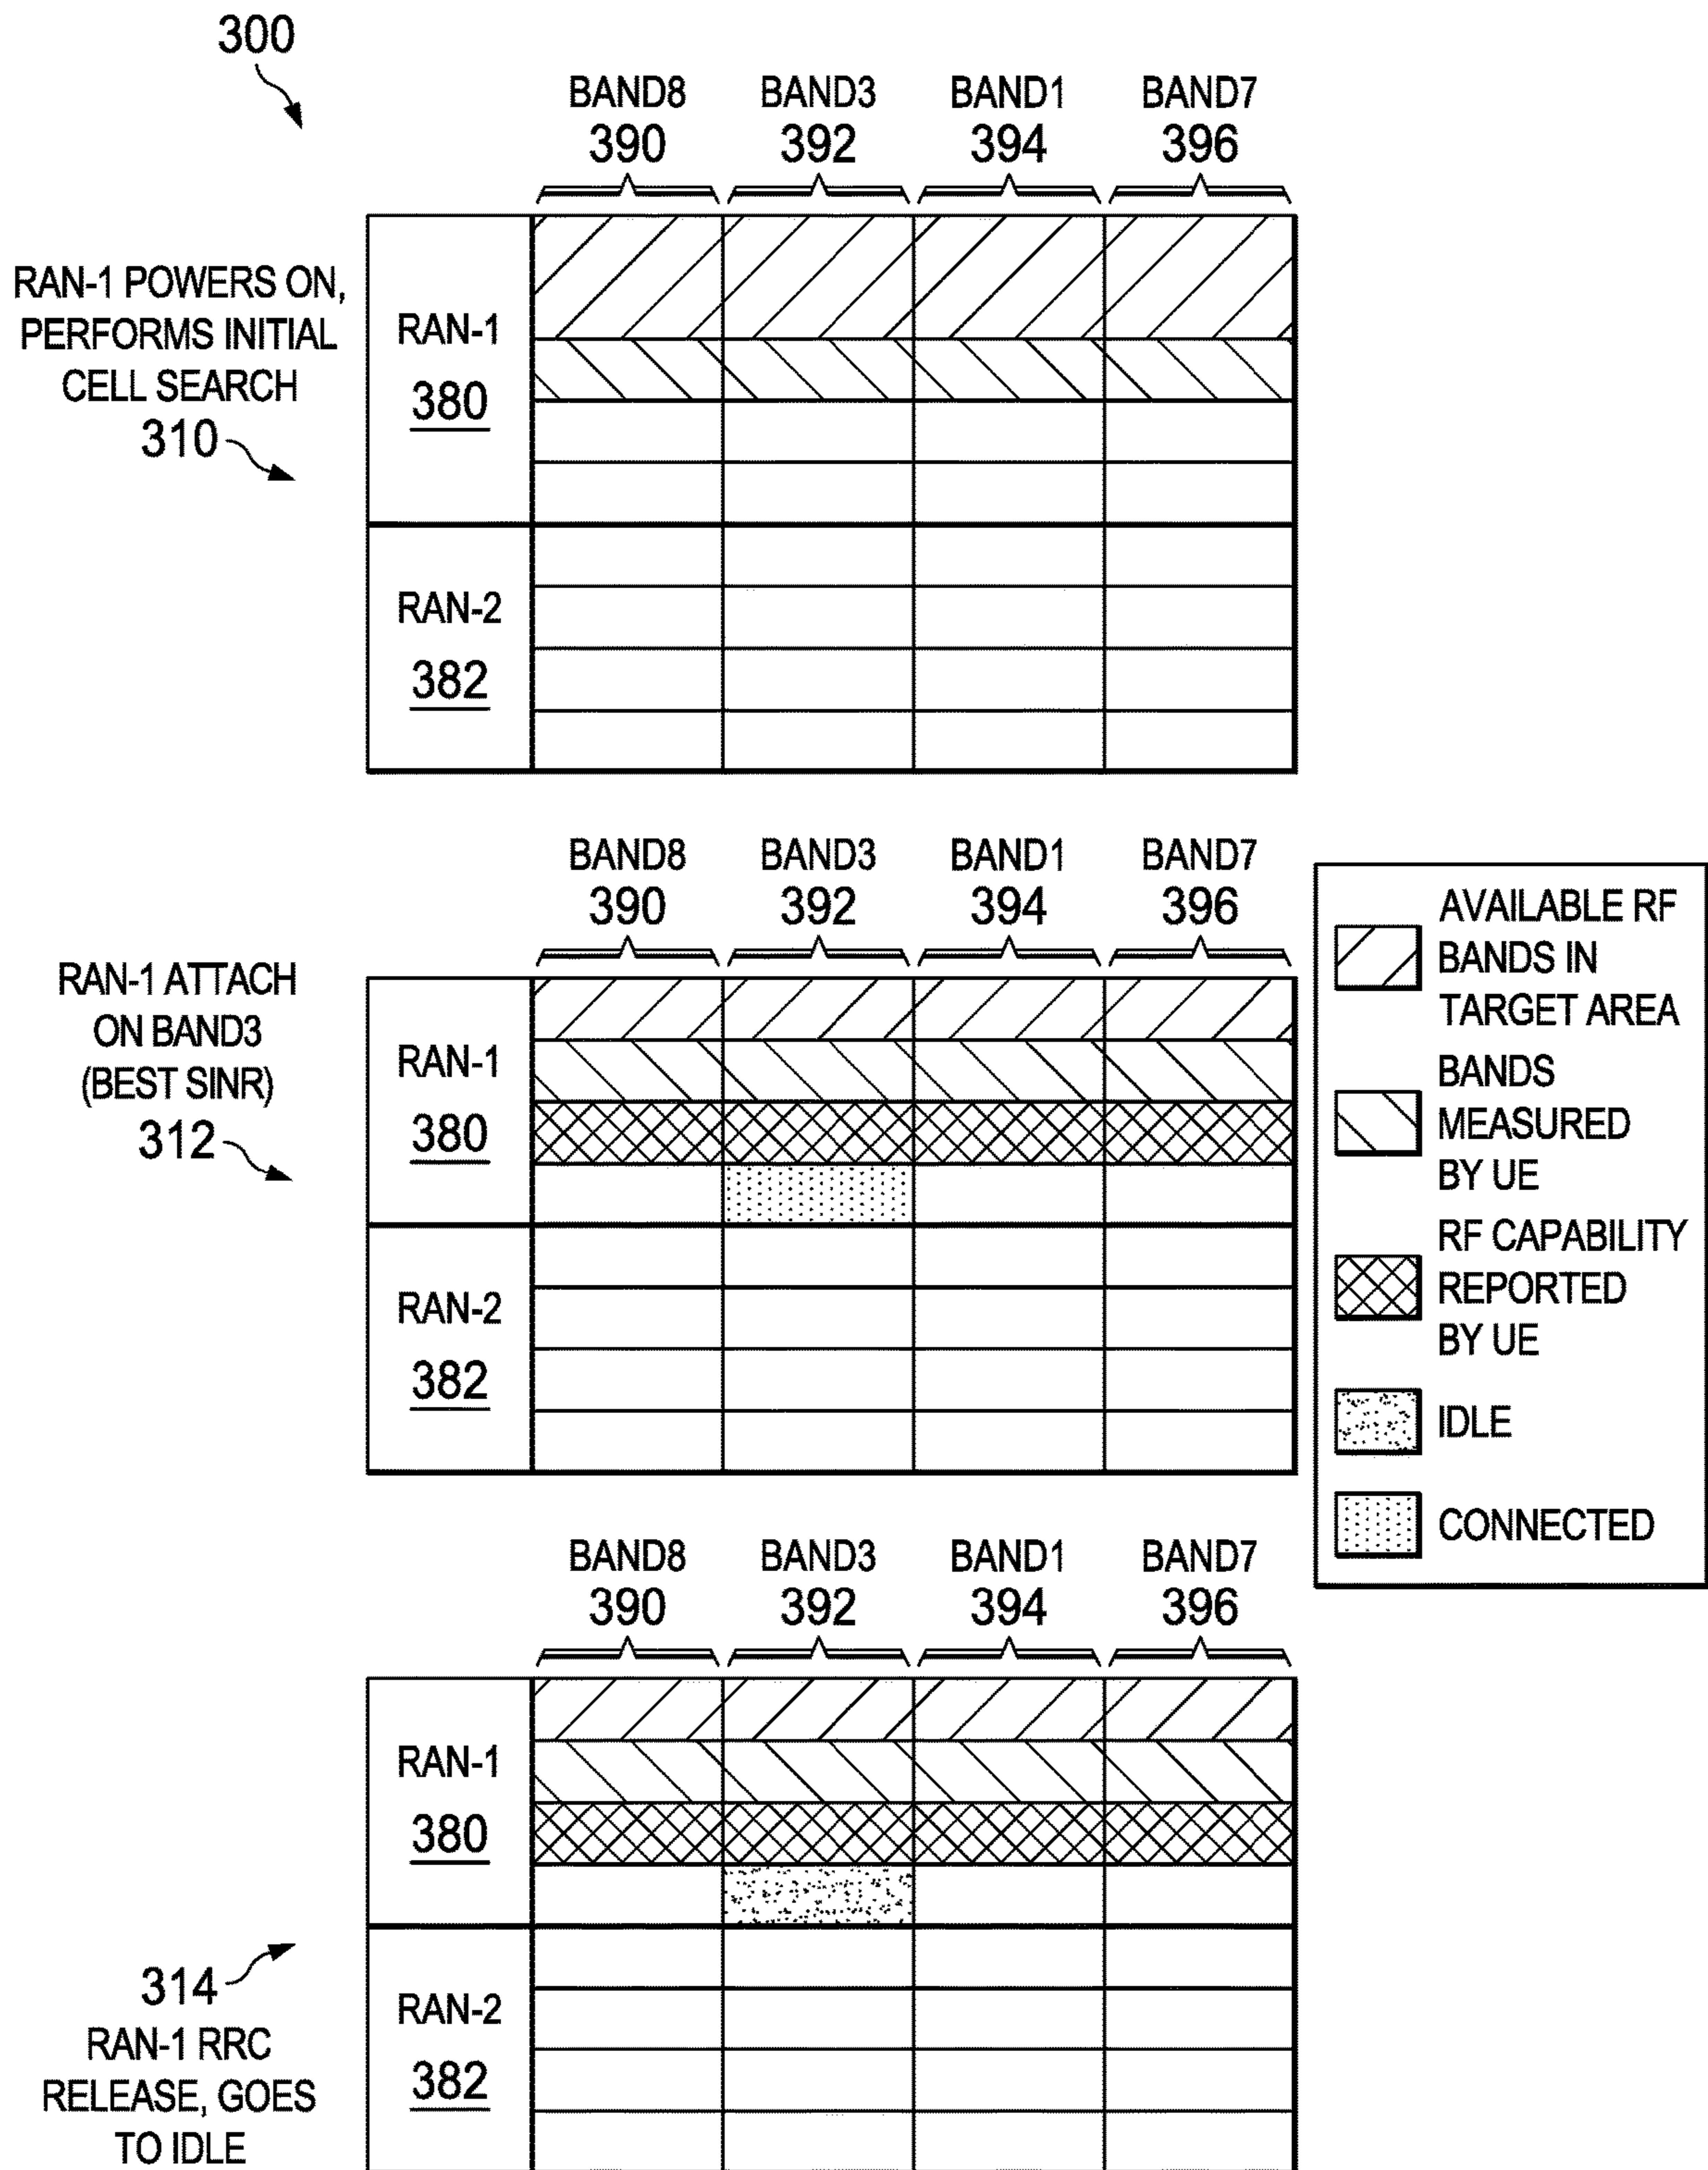 300
BAND8 BAND3 BAND1 BAND7
390 392 394 396
RAN-1 POWERS ON,
PERFORMS INITIAL
CELL SEARCH
310
RAN-1
380
RAN-2
382
BAND8 BAND3 BAND1 BAND7
390 392 394 396
RAN-1 ATTACH
ON BAND3
(BEST SINR)
312
RAN-1
380
RAN-2
382
AVAILABLE RF
BANDS IN
TARGET AREA
BANDS
MEASURED
BY UE
RF CAPABILITY
REPORTED
BY UE
IDLE
CONNECTED
BAND8 BAND3 BAND1 BAND7
390 392 394 396
RAN-1
380
RAN-2
382
314
RAN-1 RRC
RELEASE, GOES
TO IDLE